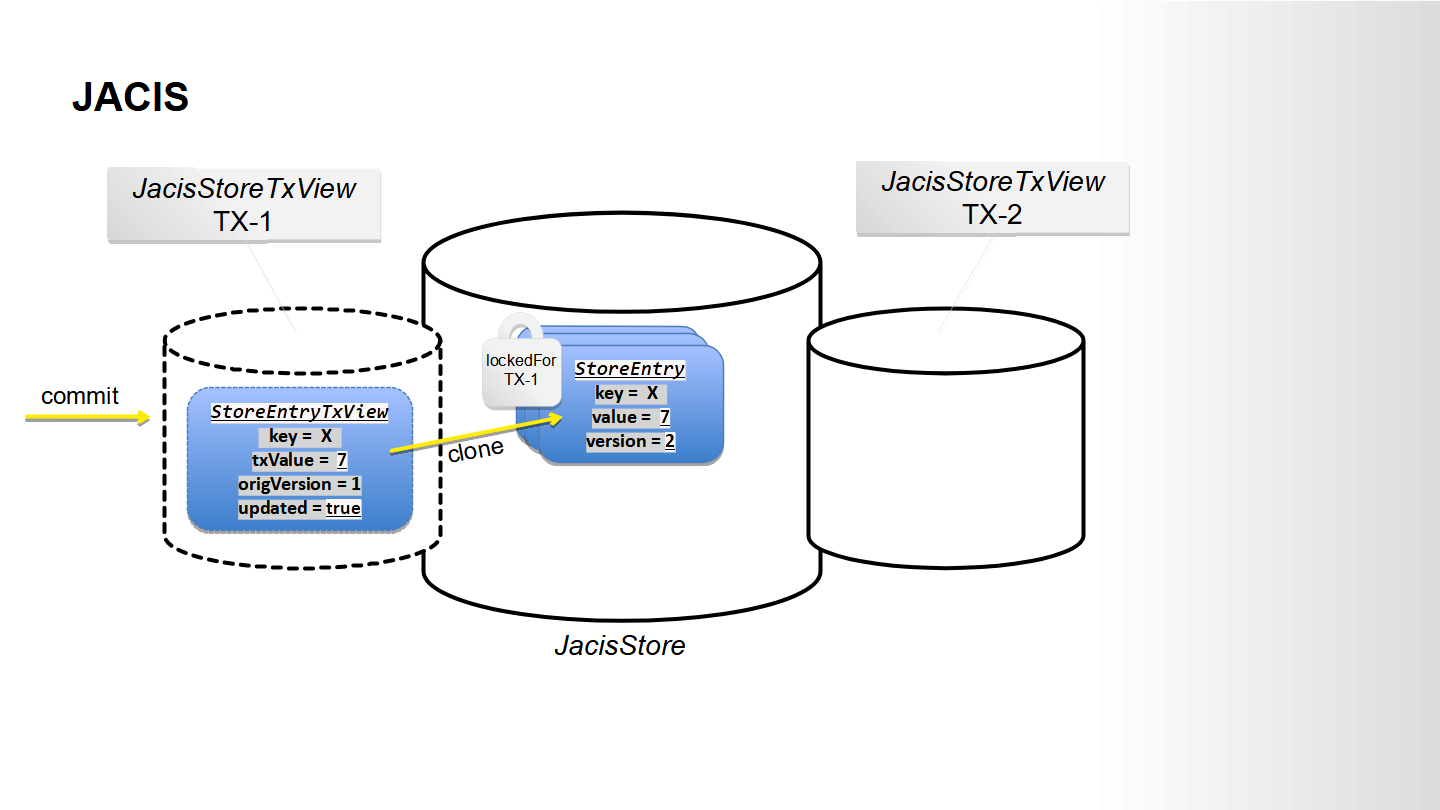 JACIS
JacisStoreTxView
TX-1
JacisStoreTxView
TX-2
commit
StoreEntryTxView
key = X
txValue = 7
origVersion = 1
updated = true
clone
lockedFor
TX-1
StoreEntry
key = X
value = 7
version = 2
JacisStore